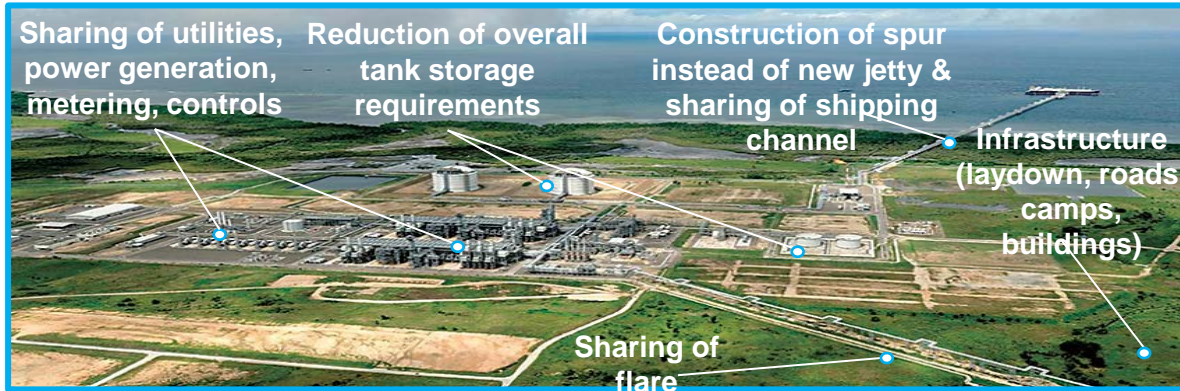 Sharing of utilities,
power generation,
metering, controls
Reduction of overall
tank storage
requirements
Construction of spur
instead of new jetty &
sharing of shipping
channel
Infrastructure
(laydown, roads
camps,
buildings)
Sharing of
flare